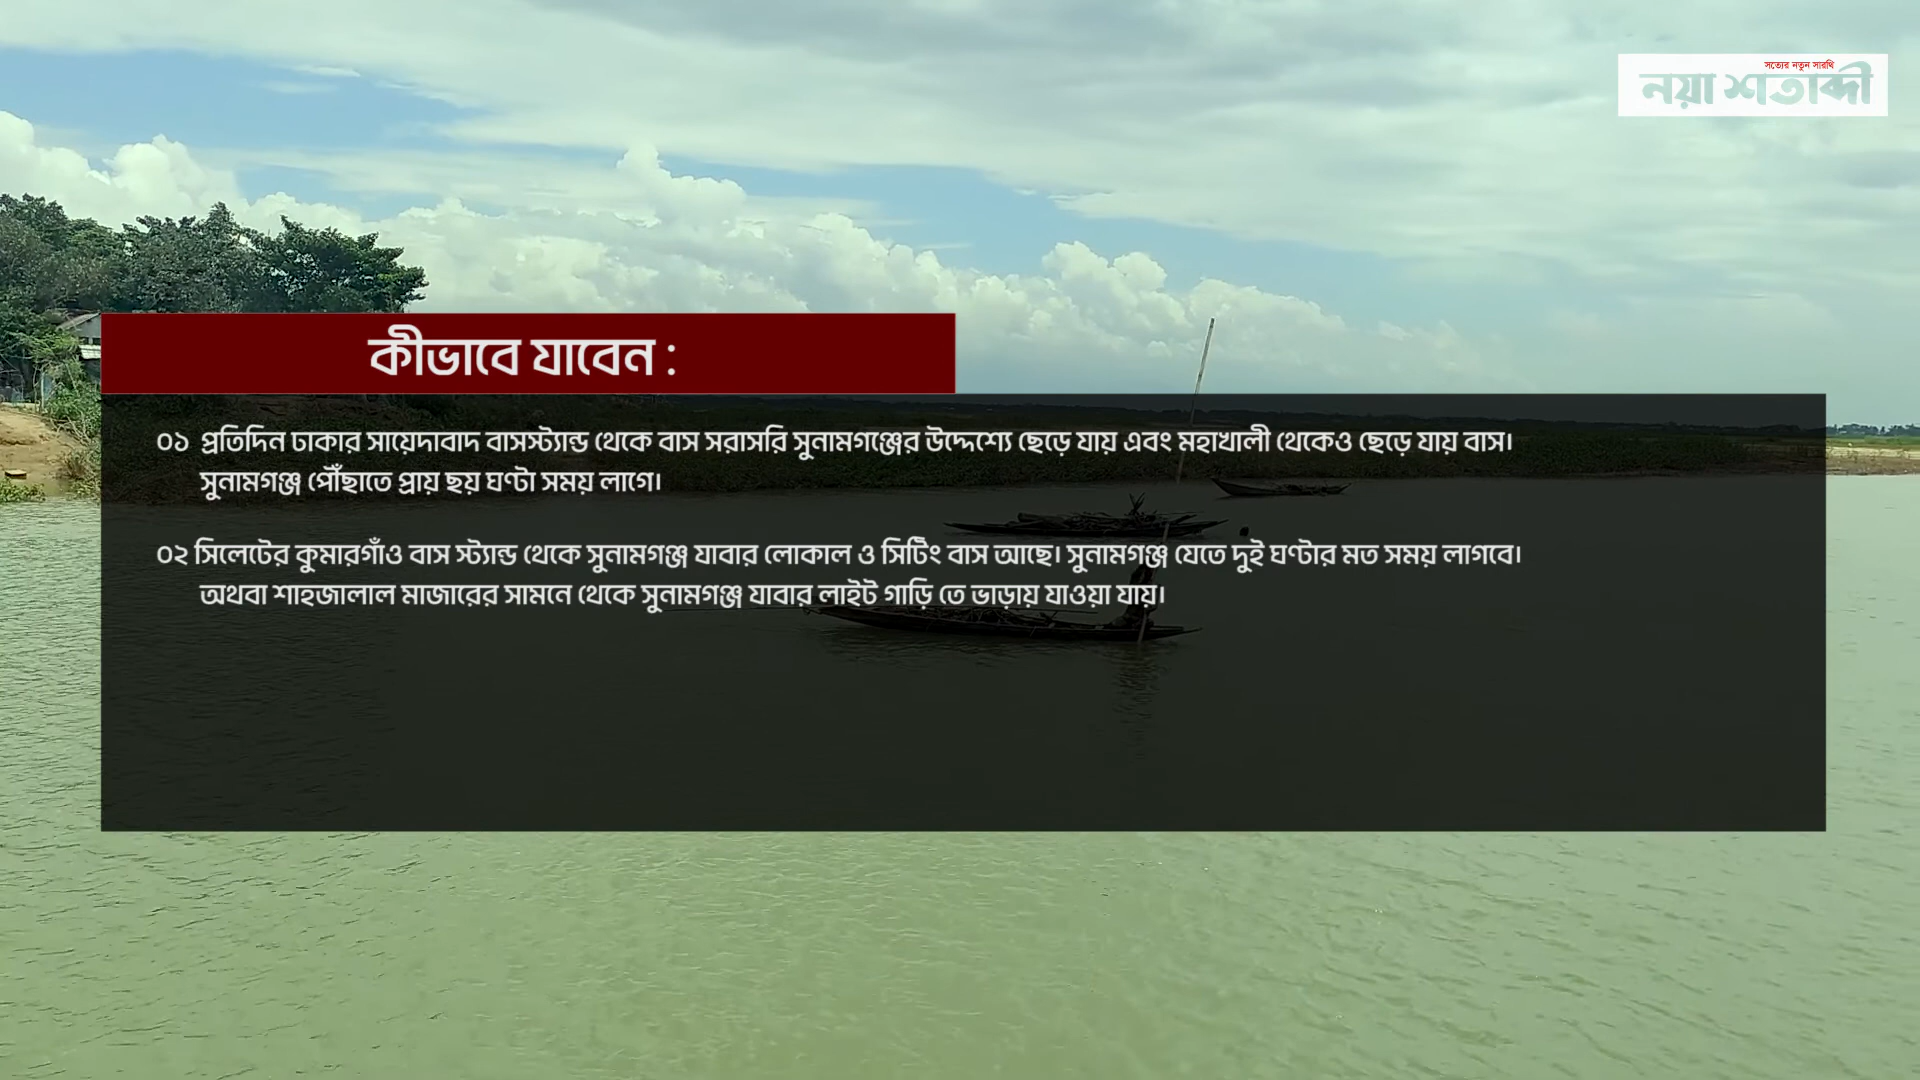 সত্যের নতুন সারথি
নয়া শতাব্দী
কীভাবে যাবেন :
০১ প্রতিদিন ঢাকার সায়েদাবাদ বাসস্ট্যান্ড থেকে বাস সরাসরি সুনামগঞ্জের উদ্দেশ্যে ছেড়ে যায় এবং মহাখালী থেকেও ছেড়ে যায় বাস।
সুনামগঞ্জ পৌঁছাতে প্রায় ছয় ঘণ্টা সময় লাগে।
০২ সিলেটের কুমারগাঁও বাস স্ট্যান্ড থেকে সুনামগঞ্জ যাবার লোকাল ও সিটিং বাস আছে। সুনামগঞ্জ যেতে দুই ঘণ্টার মত সময় লাগবে।
অথবা শাহজালাল মাজারের সামনে থেকে সুনামগঞ্জ যাবার লাইট গাড়ি তে ভাড়ায় যাওয়া যায়।